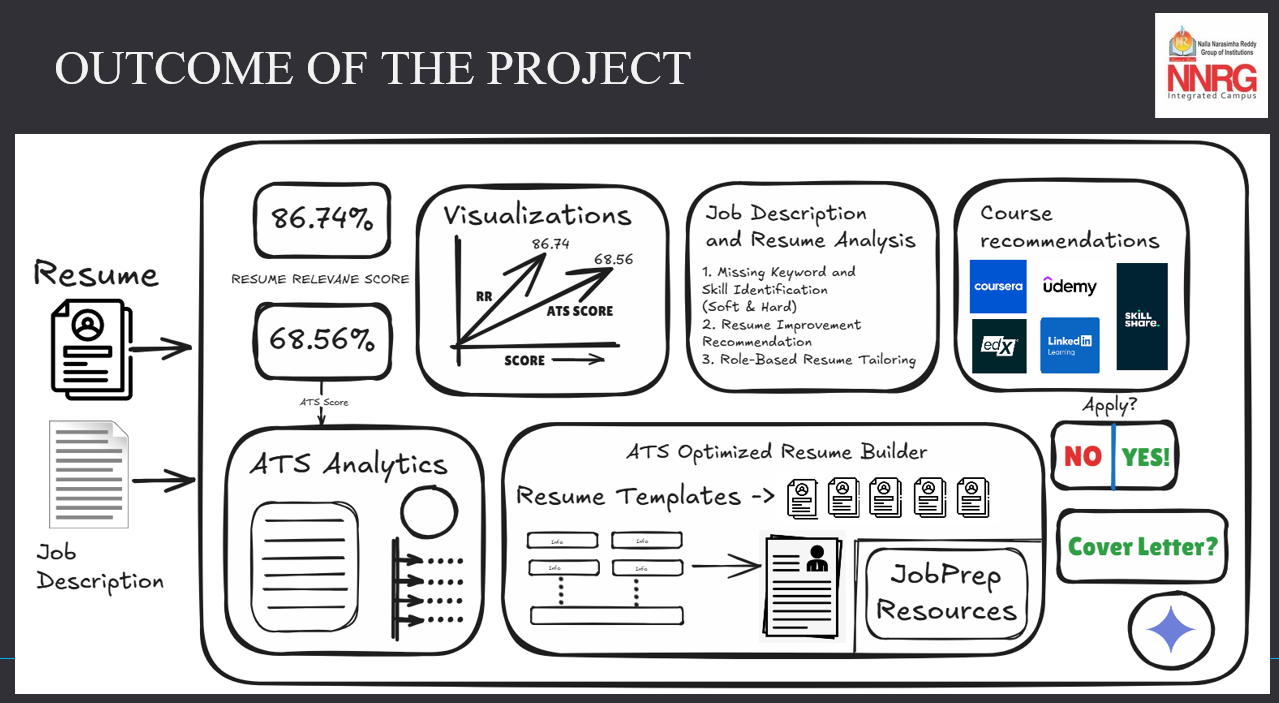 OUTCOME OF THE PROJECT
Nalla Narasimha Reddy
Group of Institutions
NNRG
Integrated Campus
Resume
Job
Description
86.74%
RESUME RELEVANE SCORE
68.56%
ATS Score
Visualizations
86.74
68.56
RR
ATS SCORE
SCORE
Job Description
and Resume Analysis
1. Missing Keyword and
Skill Identification
(Soft & Hard)
2. Resume Improvement
Recommendation
3. Role-Based Resume Tailoring
Course
recommendations
coursera
ûdemy
SKILL
SHARE.
edX
Linked in
Learning
Apply?
NO
YES!
Cover Letter?
ATS Analytics
ATS Optimized Resume Builder
Resume Templates ->
Info
Info
Info
Info
JobPrep
Resources